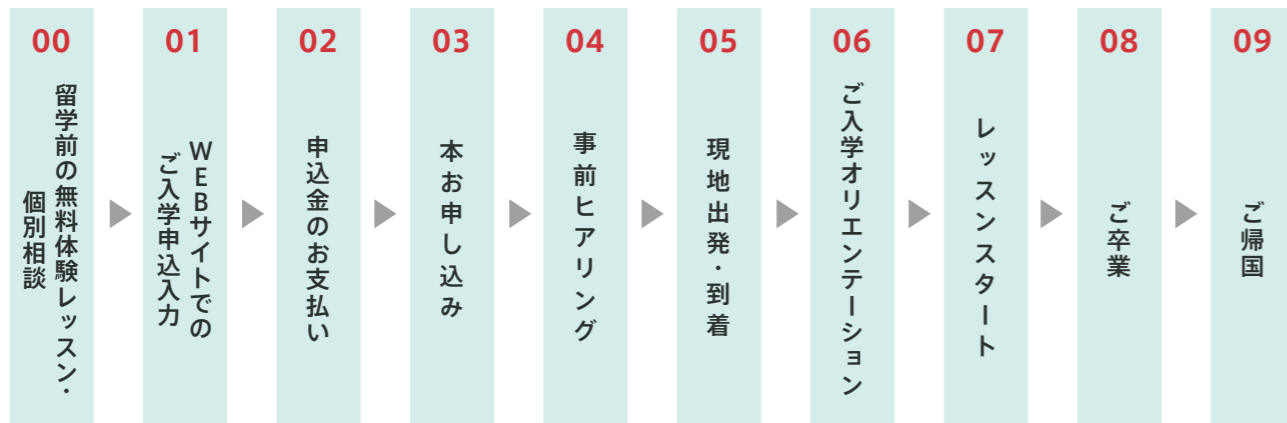 00
留学前の無料体験レッスン・
個別相談
01
WEBサイトでの
ご入学申込入力
02
申込金のお支払い
03
本お申し込み
04
事前ヒアリング
05
現地出発・到着
06
ご入学オリエンテーション
07
レッスンスタート
08
ご卒業
09
ご帰国